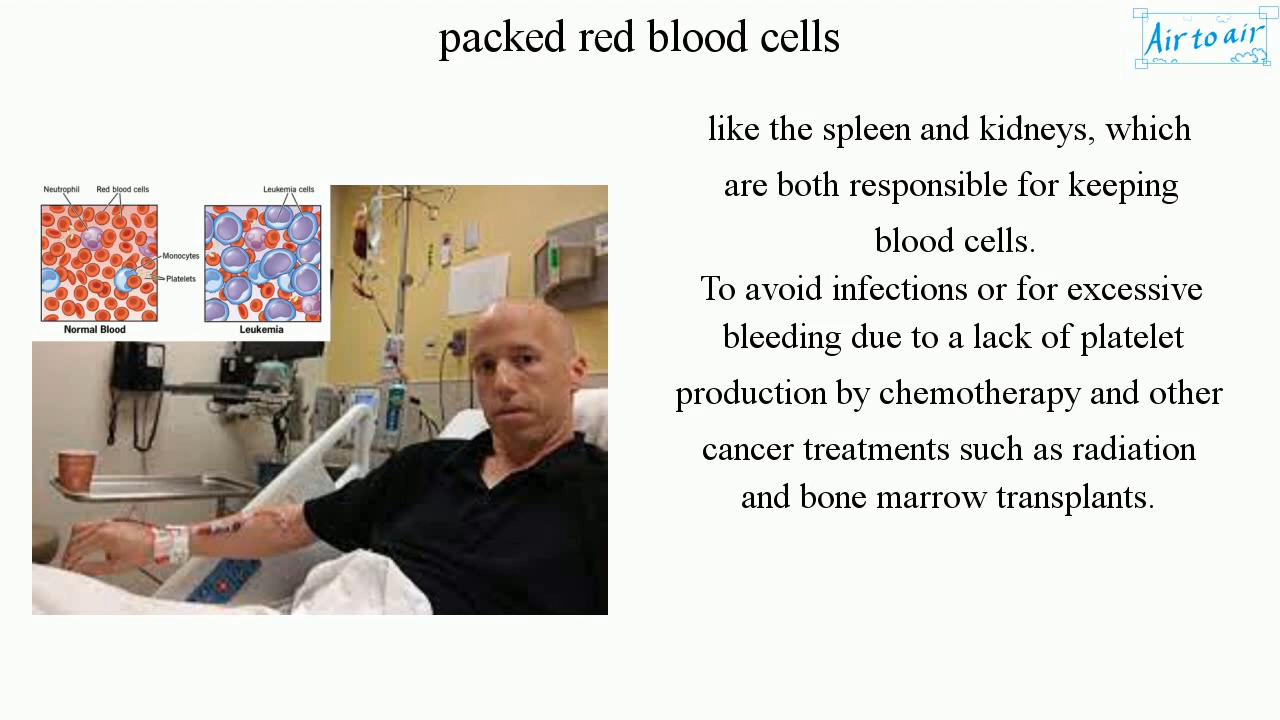 packed red blood cells
Air to air
like the spleen and kidneys, which
are both responsible for keeping
blood cells.
To avoid infections or for excessive
bleeding due to a lack of platelet
production by chemotherapy and other
cancer treatments such as radiation
and bone marrow transplants.
Neutrophil
Red blood cells
Leukemia cells
Monocytes
Platelets
Normal Blood
Leukemia